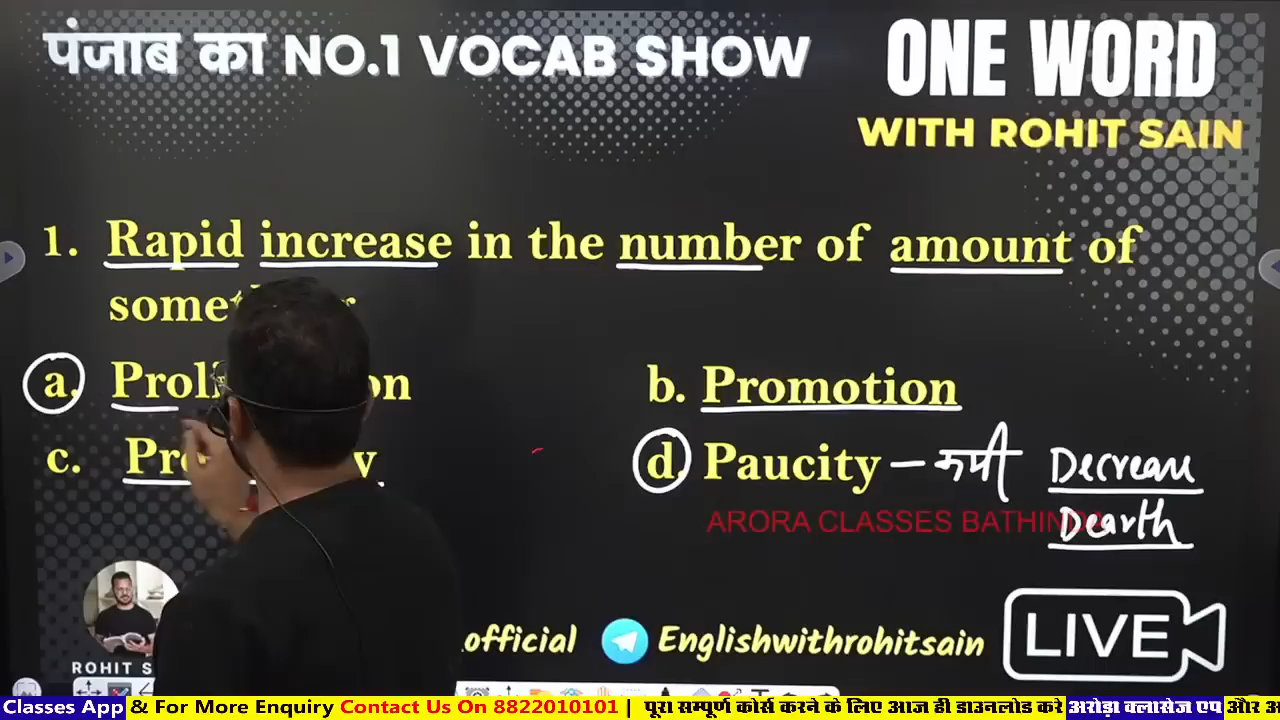 पंजाब का NO.1 VOCAB SHOW
ONE WORD
WITH ROHIT SAIN
1. Rapid increase in the number of amount of
a.
b. Promotion
c.
d. Paucity – कमी Decrease
Dearth
ARORA CLASSES BATHINDA
official Englishwithrohitsain
LIVE
ROHIT S
Classes App & For More Enquiry Contact Us On 8822010101 | पूरा सम्पूर्ण कोर्स करने के लिए आज ही डाउनलोड करे अरोड़ा क्लासेज एप और